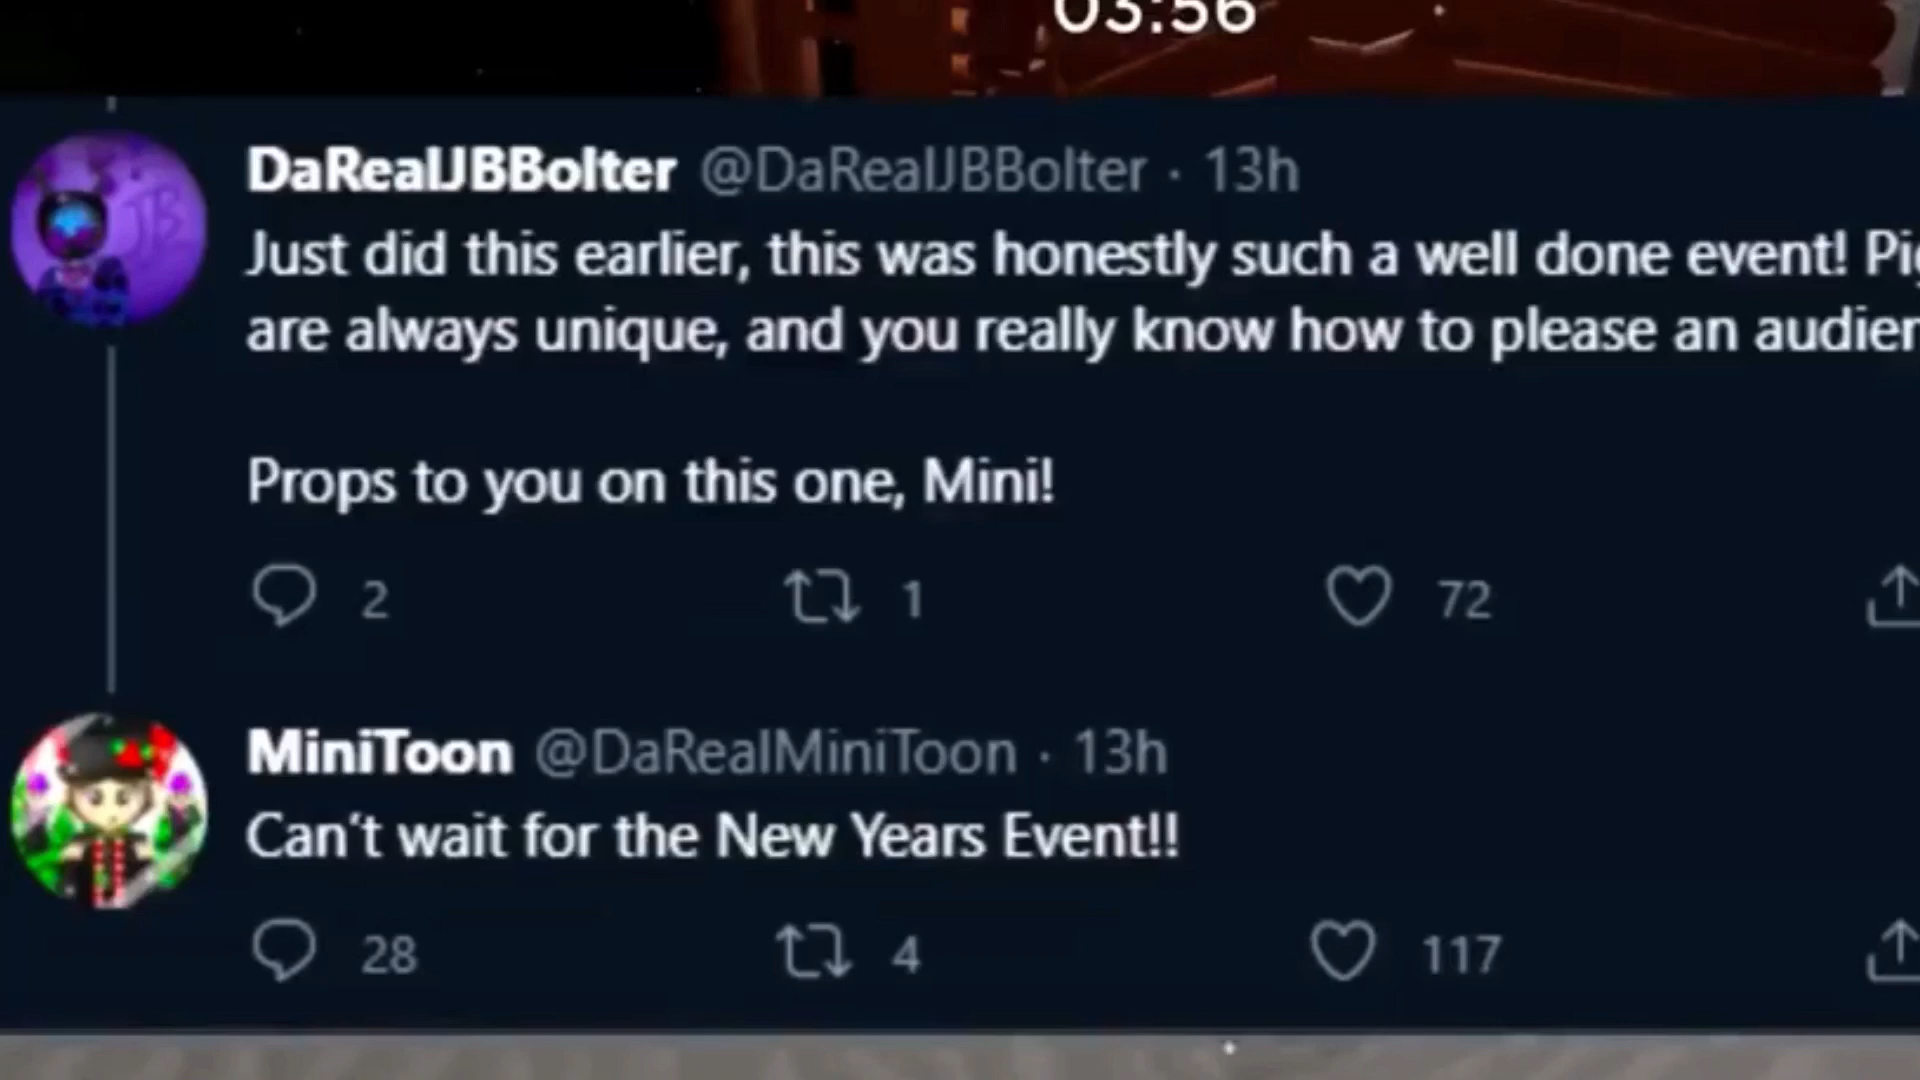 03:56
DaRealJBBolter @DaRealJBBolter · 13h
Just did this earlier, this was honestly such a well done event!
are always unique, and you really know how to please an
Props to you on this one, Mini!
2 1 72
MiniToon @DaRealMiniToon · 13h
Can't wait for the New Years Event!!
28 4 117